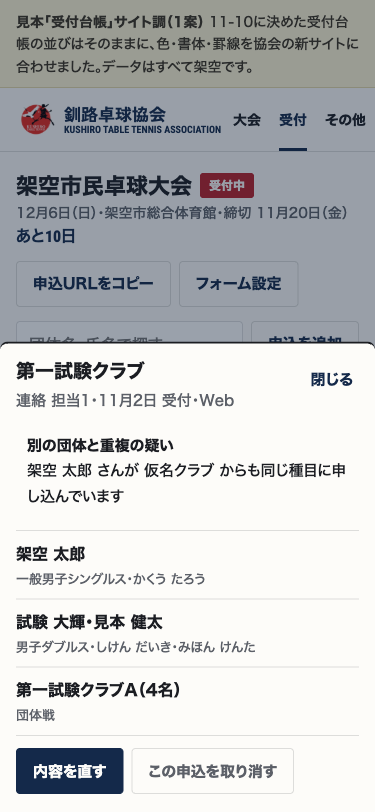 見本「受付台帳」サイト調（1案） 11-10に決めた受付台
帳の並びはそのままに、色・書体・罫線を協会の新サイトに
合わせました。データはすべて架空です。
釧路卓球協会
KUSHIRO TABLE TENNIS ASSOCIATION
大会 受付 その他
架空市民卓球大会 受付中
12月6日（日）・架空市総合体育館・締切 11月20日（金）
あと10日
申込URLをコピー フォーム設定
団体名・氏名で探す 申込を追加
第一試験クラブ
閉じる
連絡 担当1・11月2日 受付・Web
別の団体と重複の疑い
架空 太郎 さんが 仮名クラブ からも同じ種目に申
し込んでいます
架空 太郎
一般男子シングルス・かくう たろう
試験 大輝・見本 健太
男子ダブルス・しけん だいき・みほん けんた
第一試験クラブA（4名）
団体戦
内容を直す この申込を取り消す